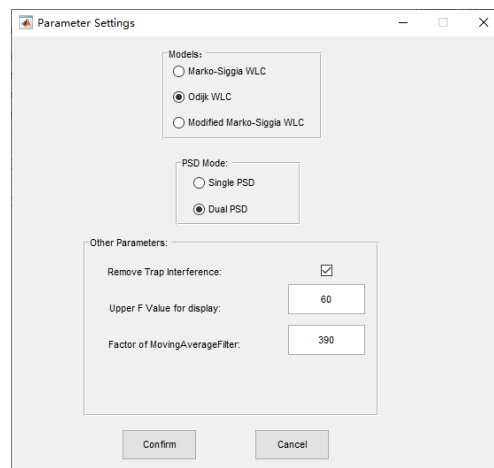 Parameter Settings
Models:
Marko-Siggia WLC
Odijk WLC
Modified Marko-Siggia WLC
PSD Mode:
Single PSD
Dual PSD
Other Parameters:
Remove Trap Interference:
Upper F Value for display:
60
Factor of MovingAverageFilter:
390
Confirm
Cancel